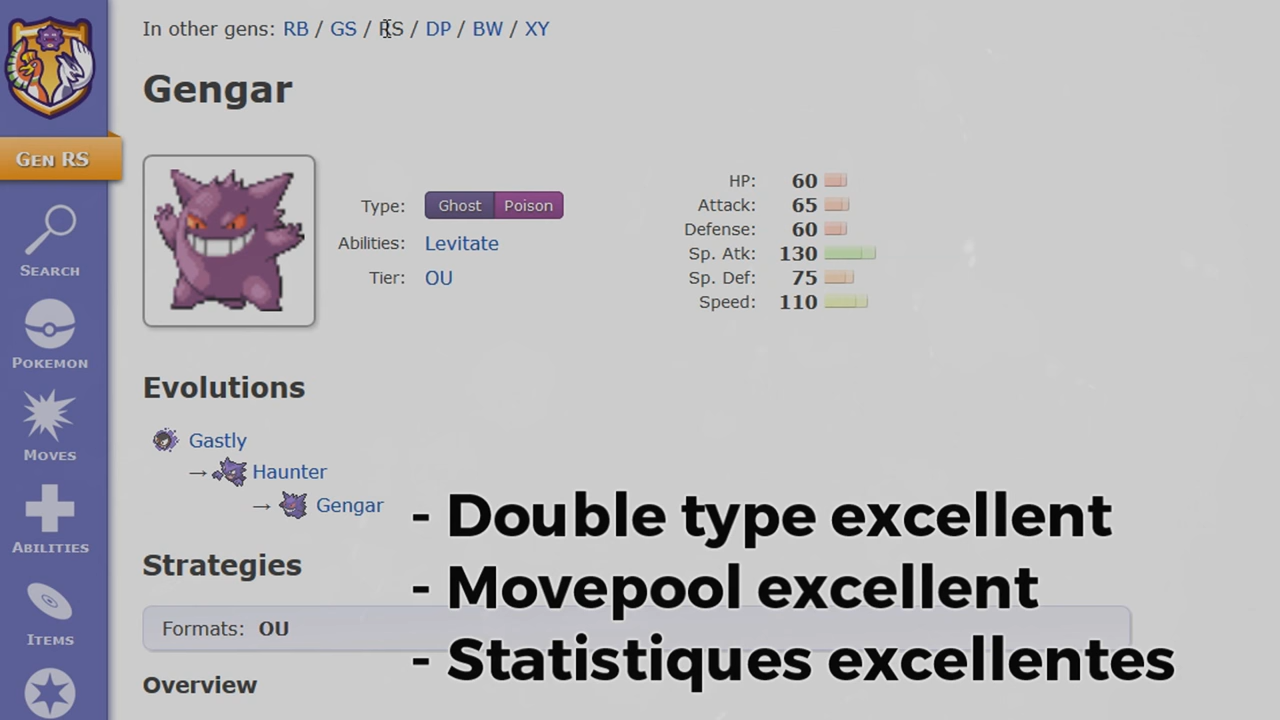 In other gens: RB / GS / RS / DP / BW / XY
Gengar
GEN RS
SEARCH
POKEMON
MOVES
ABILITIES
ITEMS
Type: Ghost Poison
Abilities: Levitate
Tier: OU
HP: 60
Attack: 65
Defense: 60
Sp. Atk: 130
Sp. Def: 75
Speed: 110
Evolutions
Gastly
→ Haunter
→ Gengar
Strategies
Formats: OU
Overview
- Double type excellent
- Movepool excellent
- Statistiques excellentes